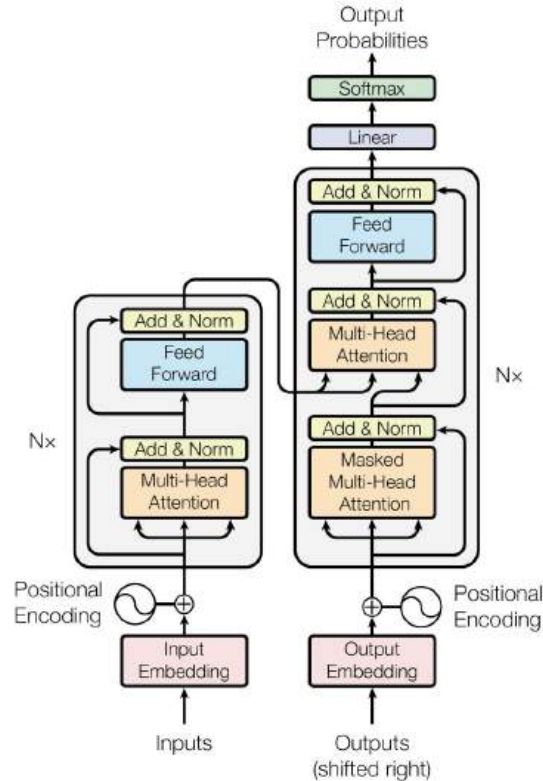 Output
Probabilities
Softmax
Linear
Add & Norm
Feed
Forward
Add & Norm
Multi-Head
Attention
Nx
Add & Norm
Masked
Multi-Head
Attention
Add & Norm
Feed
Forward
Nx
Add & Norm
Multi-Head
Attention
Positional
Encoding
Positional
Encoding
Input
Embedding
Output
Embedding
Inputs
Outputs
(shifted right)